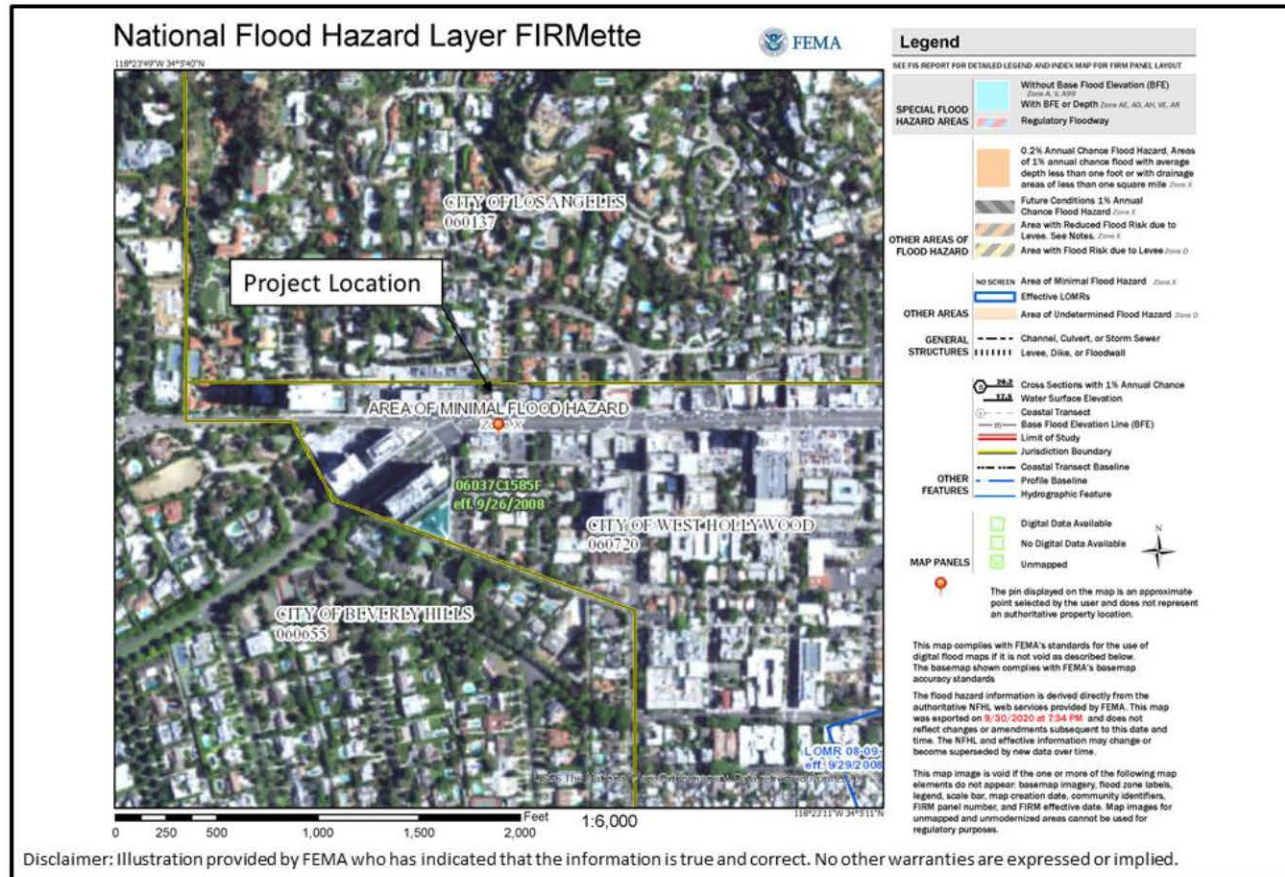 National Flood Hazard Layer FIRMette
FEMA
118°23'49"W 34°5'40"N
CITY OF LOS ANGELES
060137
Project Location
AREA OF MINIMAL FLOOD HAZARD
Zone X
06037C1585F
eff. 9/26/2008
CITY OF WEST HOLLYWOOD
060720
CITY OF BEVERLY HILLS
060655
LOMR 08-09-
eff. 9/29/2008
118°23'11"W 34°5'11"N
0 250 500 1,000 1,500 2,000
Feet
1:6,000
Legend
SEE FIS REPORT FOR DETAILED LEGEND AND INDEX MAP FOR FIRM PANEL LAYOUT
SPECIAL FLOOD
HAZARD AREAS
Without Base Flood Elevation (BFE)
Zone A, V, A99
With BFE or Depth Zone AE, AO, AH, VE, AR
Regulatory Floodway
OTHER AREAS OF
FLOOD HAZARD
0.2% Annual Chance Flood Hazard, Areas
of 1% annual chance flood with average
depth less than one foot or with drainage
areas of less than one square mile Zone X
Future Conditions 1% Annual
Chance Flood Hazard Zone X
Area with Reduced Flood Risk due to
Levee. See Notes. Zone X
Area with Flood Risk due to Levee Zone D
OTHER AREAS
NO SCREEN Area of Minimal Flood Hazard Zone X
Effective LOMRs
Area of Undetermined Flood Hazard Zone D
GENERAL
STRUCTURES
Channel, Culvert, or Storm Sewer
Levee, Dike, or Floodwall
OTHER
FEATURES
20.2 Cross Sections with 1% Annual Chance
17.5 Water Surface Elevation
Coastal Transect
Base Flood Elevation Line (BFE)
Limit of Study
Jurisdiction Boundary
Coastal Transect Baseline
Profile Baseline
Hydrographic Feature
MAP PANELS
Digital Data Available
No Digital Data Available
Unmapped
N
The pin displayed on the map is an approximate
point selected by the user and does not represent
an authoritative property location.
This map complies with FEMA's standards for the use of
digital flood maps if it is not void as described below.
The basemap shown complies with FEMA's basemap
accuracy standards
The flood hazard information is derived directly from the
authoritative NFHL web services provided by FEMA. This map
was exported on 9/30/2020 at 7:34 PM and does not
reflect changes or amendments subsequent to this date and
time. The NFHL and effective information may change or
become superseded by new data over time.
This map image is void if the one or more of the following map
elements do not appear: basemap imagery, flood zone labels,
legend, scale bar, map creation date, community identifiers,
FIRM panel number, and FIRM effective date. Map images for
unmapped and unmodernized areas cannot be used for
regulatory purposes.
Disclaimer: Illustration provided by FEMA who has indicated that the information is true and correct. No other warranties are expressed or implied.